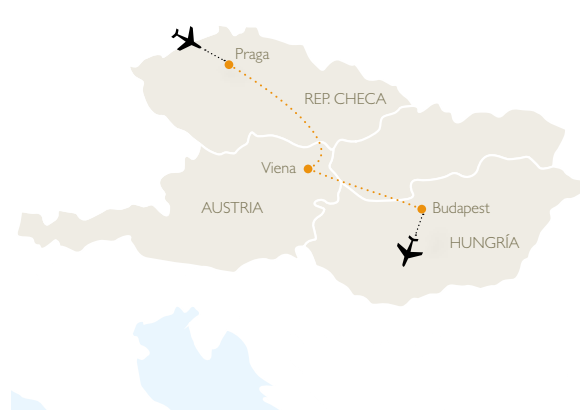 Praga
REP. CHECA
Viena
AUSTRIA
Budapest
HUNGRÍA